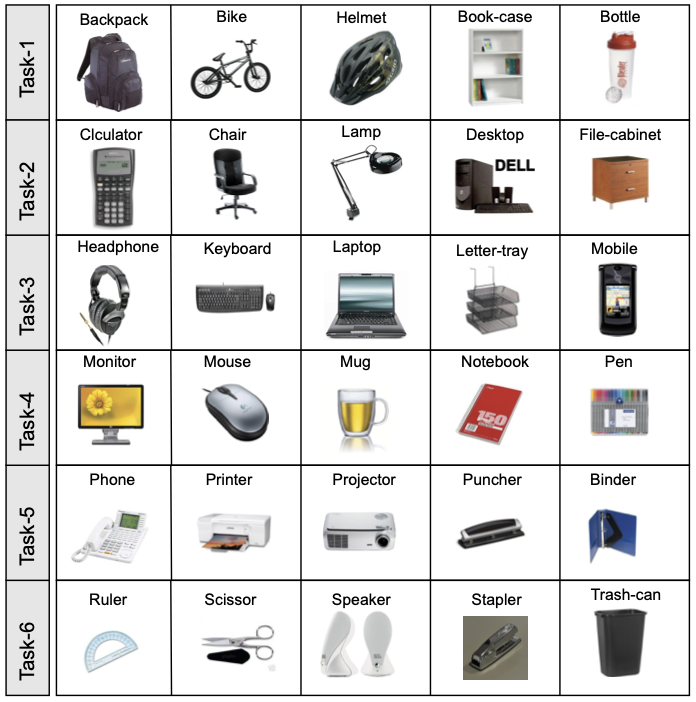 Task-1
Backpack
Bike
Helmet
Book-case
Bottle
Task-2
Clculator
Chair
Lamp
Desktop
DELL
File-cabinet
Task-3
Headphone
Keyboard
Laptop
Letter-tray
Mobile
Task-4
Monitor
Mouse
Mug
Notebook
150
Pen
Task-5
Phone
Printer
Projector
Puncher
Binder
Task-6
Ruler
Scissor
Speaker
Stapler
Trash-can